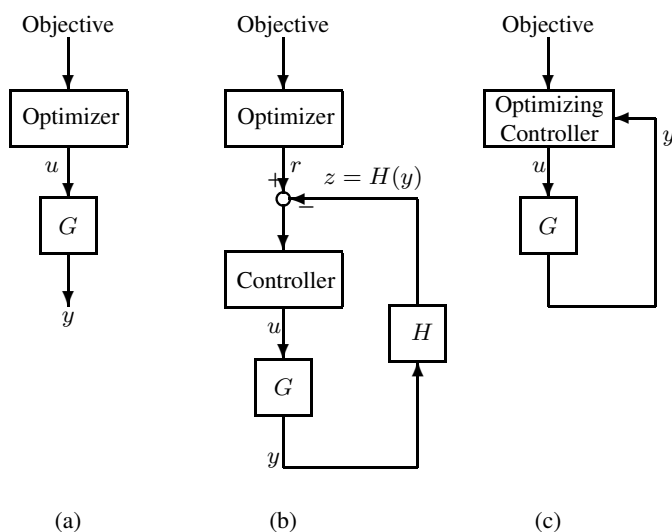 Objective
Optimizer
u
G
y
(a)
Objective
Optimizer
r
+
−
z = H(y)
Controller
u
G
H
y
(b)
Objective
Optimizing
Controller
y
u
G
(c)